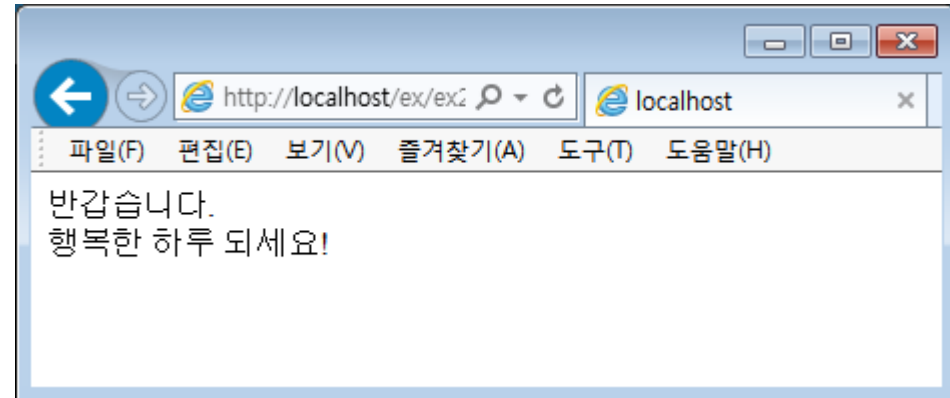 http://localhost/ex/ex2
localhost
파일(F) 편집(E) 보기(V) 즐겨찾기(A) 도구(T) 도움말(H)
반갑습니다.
행복한 하루 되세요!